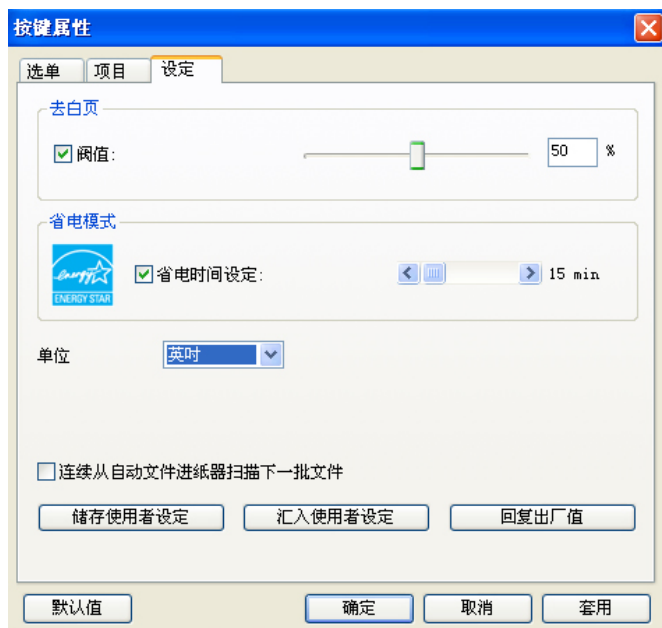 按键属性
选单 项目 设定
去白页
阀值: 50 %
省电模式
energy
ENERGY STAR
省电时间设定: 15 min
单位 英吋
连续从自动文件进纸器扫描下一批文件
储存使用者设定 汇入使用者设定 回复出厂值
默认值 确定 取消 套用